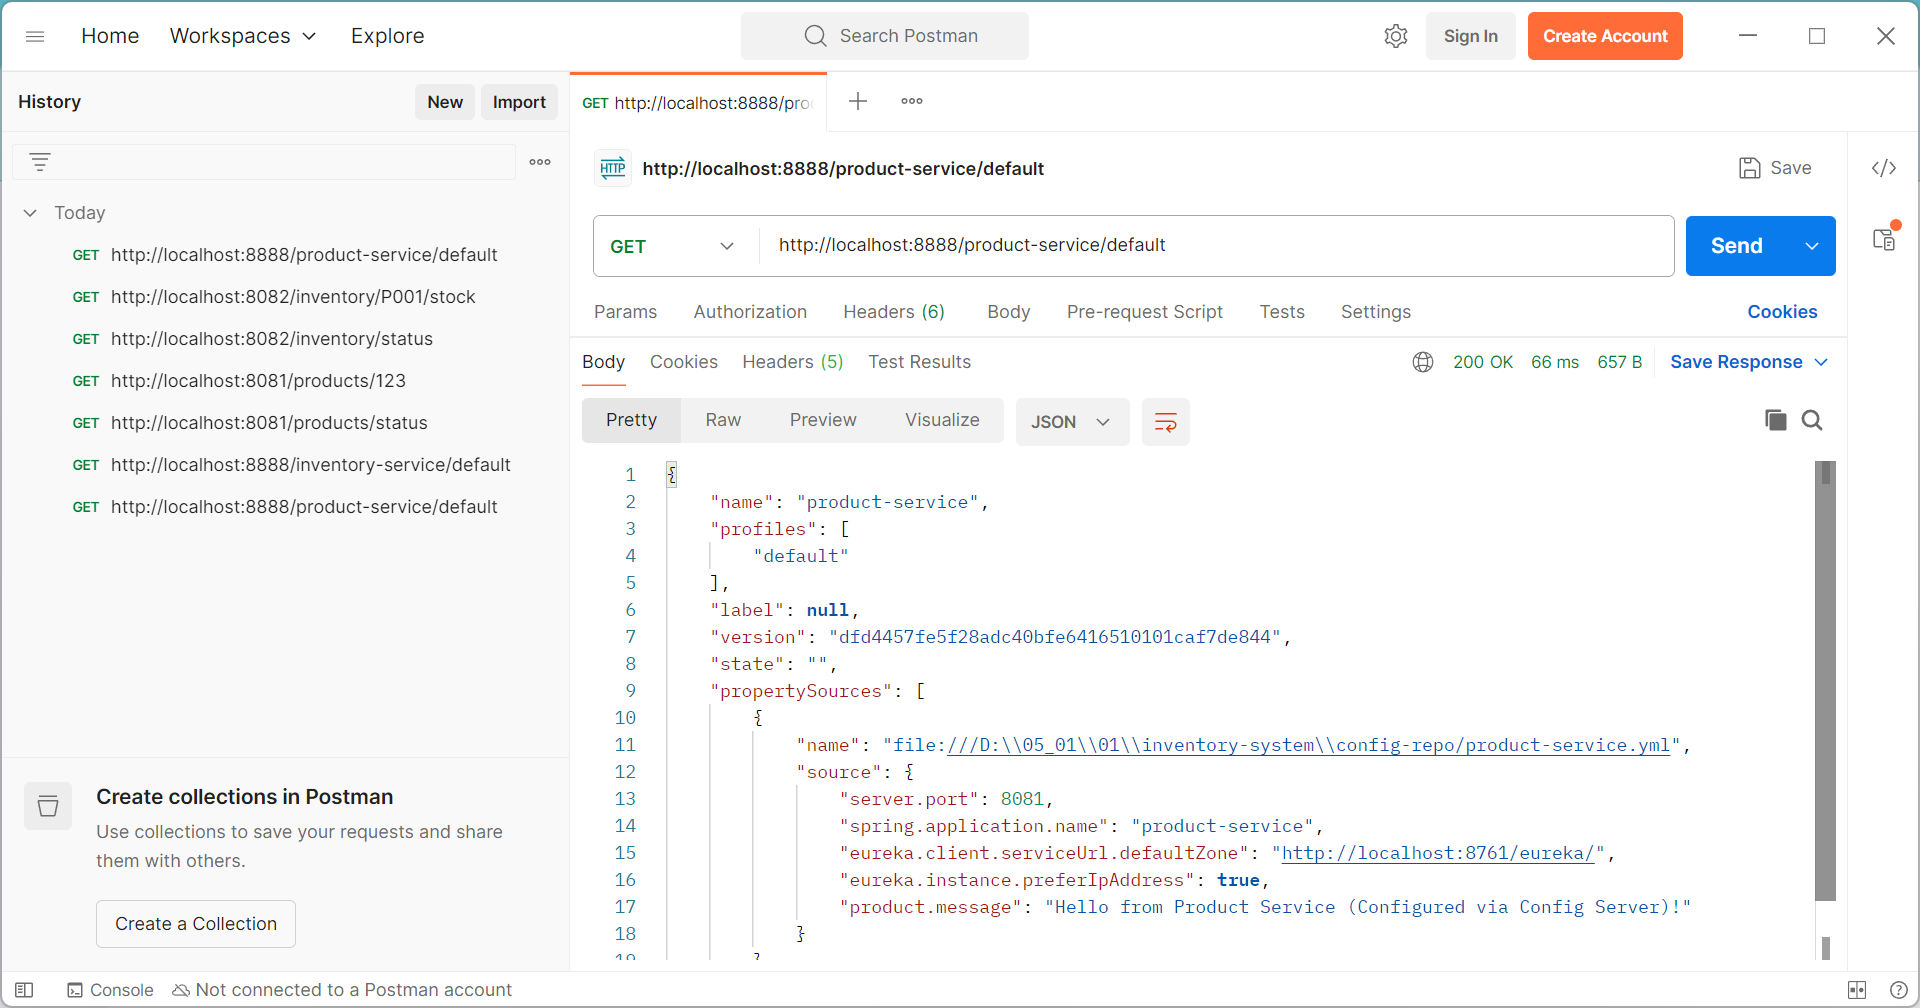 Home
Workspaces
Explore
Search Postman
Sign In
Create Account
History
New
Import
Today
GET http://localhost:8888/product-service/default
GET http://localhost:8082/inventory/P001/stock
GET http://localhost:8082/inventory/status
GET http://localhost:8081/products/123
GET http://localhost:8081/products/status
GET http://localhost:8888/inventory-service/default
GET http://localhost:8888/product-service/default
Create collections in Postman
Use collections to save your requests and share
them with others.
Create a Collection
GET http://localhost:8888/pro
HTTP http://localhost:8888/product-service/default
Save
GET http://localhost:8888/product-service/default
Send
Params Authorization Headers (6) Body Pre-request Script Tests Settings Cookies
Body Cookies Headers (5) Test Results 200 OK 66 ms 657 B Save Response
Pretty Raw Preview Visualize JSON
1 {
2 "name": "product-service",
3 "profiles": [
4 "default"
5 ],
6 "label": null,
7 "version": "dfd4457fe5f28adc40bfe6416510101caf7de844",
8 "state": "",
9 "propertySources": [
10 {
11 "name": "file:///D:\\05_01\\01\\inventory-system\\config-repo/product-service.yml",
12 "source": {
13 "server.port": 8081,
14 "spring.application.name": "product-service",
15 "eureka.client.serviceUrl.defaultZone": "http://localhost:8761/eureka/",
16 "eureka.instance.preferIpAddress": true,
17 "product.message": "Hello from Product Service (Configured via Config Server)!"
18 }
19 }
Console
Not connected to a Postman account